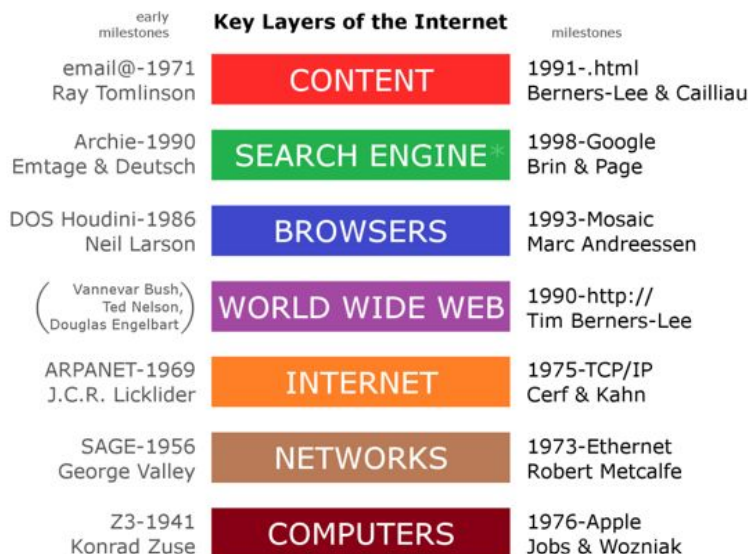 early
milestones
Key Layers of the Internet
milestones
email@-1971
Ray Tomlinson
CONTENT
1991-.html
Berners-Lee & Cailliau
Archie-1990
Emtage & Deutsch
SEARCH ENGINE*
1998-Google
Brin & Page
DOS Houdini-1986
Neil Larson
BROWSERS
1993-Mosaic
Marc Andreessen
(Vannevar Bush,
Ted Nelson,
Douglas Engelbart)
WORLD WIDE WEB
1990-http://
Tim Berners-Lee
ARPANET-1969
J.C.R. Licklider
INTERNET
1975-TCP/IP
Cerf & Kahn
SAGE-1956
George Valley
NETWORKS
1973-Ethernet
Robert Metcalfe
Z3-1941
Konrad Zuse
COMPUTERS
1976-Apple
Jobs & Wozniak